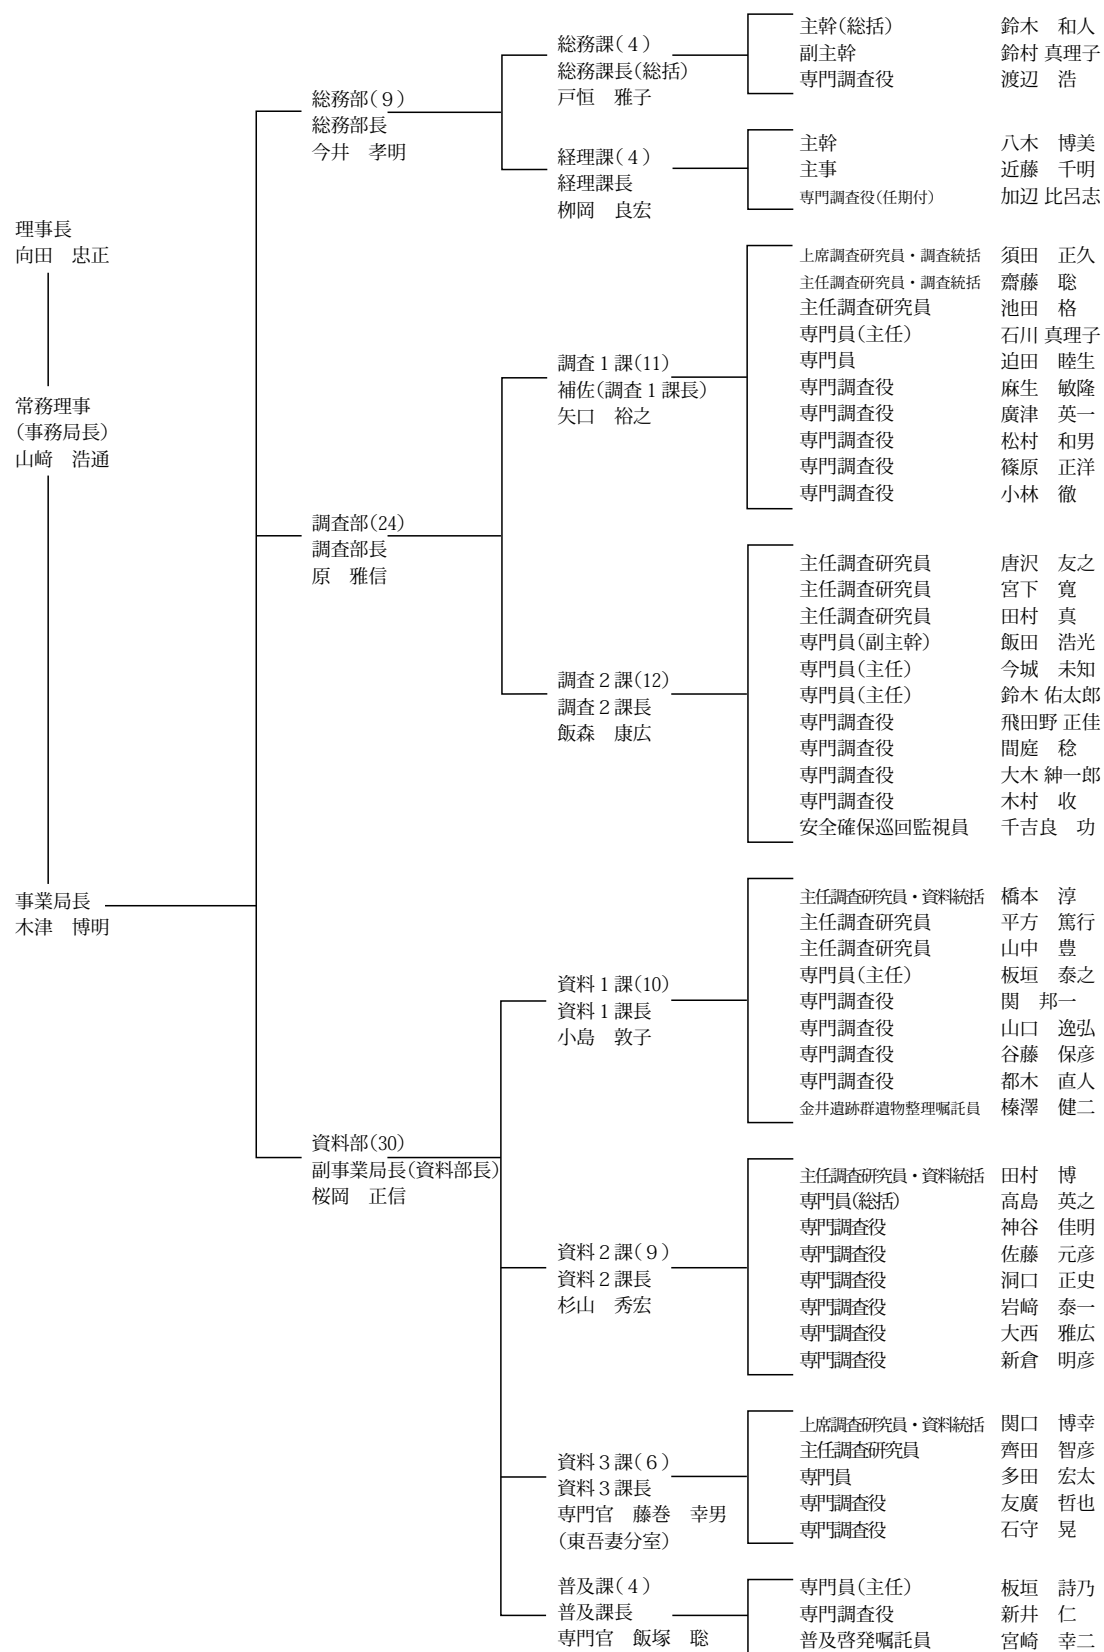 理事長
向田　忠正
常務理事
(事務局長)
山﨑　浩通
事業局長
木津　博明
総務部(９)
総務部長
今井　孝明
総務課(４)
総務課長(総括)
戸恒　雅子
主幹(総括)　鈴木　和人
副主幹　鈴村 真理子
専門調査役　渡辺　浩
経理課(４)
経理課長
栁岡　良宏
主幹　八木　博美
主事　近藤　千明
専門調査役(任期付)　加辺 比呂志
調査部(24)
調査部長
原　雅信
調査１課(11)
補佐(調査１課長)
矢口　裕之
上席調査研究員・調査統括　須田　正久
主任調査研究員・調査統括　齋藤　聡
主任調査研究員　池田　格
専門員(主任)　石川 真理子
専門員　迫田　睦生
専門調査役　麻生　敏隆
専門調査役　廣津　英一
専門調査役　松村　和男
専門調査役　篠原　正洋
専門調査役　小林　徹
調査２課(12)
調査２課長
飯森　康広
主任調査研究員　唐沢　友之
主任調査研究員　宮下　寛
主任調査研究員　田村　真
専門員(副主幹)　飯田　浩光
専門員(主任)　今城　未知
専門員(主任)　鈴木 佑太郎
専門調査役　飛田野 正佳
専門調査役　間庭　稔
専門調査役　大木 紳一郎
専門調査役　木村　收
安全確保巡回監視員　千吉良　功
資料部(30)
副事業局長(資料部長)
桜岡　正信
資料１課(10)
資料１課長
小島　敦子
主任調査研究員・資料統括　橋本　淳
主任調査研究員　平方　篤行
主任調査研究員　山中　豊
専門員(主任)　板垣　泰之
専門調査役　関　邦一
専門調査役　山口　逸弘
専門調査役　谷藤　保彦
専門調査役　都木　直人
金井遺跡群遺物整理嘱託員　榛澤　健二
資料２課(９)
資料２課長
杉山　秀宏
主任調査研究員・資料統括　田村　博
専門員(総括)　高島　英之
専門調査役　神谷　佳明
専門調査役　佐藤　元彦
専門調査役　洞口　正史
専門調査役　岩﨑　泰一
専門調査役　大西　雅広
専門調査役　新倉　明彦
資料３課(６)
資料３課長
専門官　藤巻　幸男
(東吾妻分室)
上席調査研究員・資料統括　関口　博幸
主任調査研究員　齊田　智彦
専門員　多田　宏太
専門調査役　友廣　哲也
専門調査役　石守　晃
普及課(４)
普及課長
専門官　飯塚　聡
専門員(主任)　板垣　詩乃
専門調査役　新井　仁
普及啓発嘱託員　宮崎　幸二